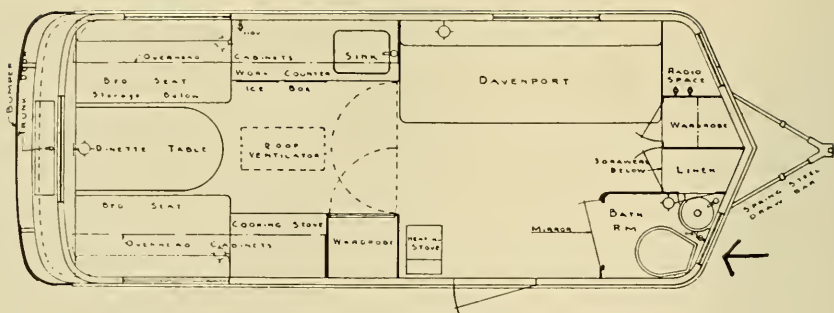 BUMPER
TRUNK DOOR
110V
OVERHEAD CABINETS
BED SEAT
STORAGE BELOW
WORK COUNTER
ICE BOX
SINK
DAVENPORT
RADIO
SPACE
WARDROBE
DINETTE TABLE
ROOF
VENTILATOR
3 DRAWERS
BELOW
LINEN
SPRING STEEL
DRAW BAR
BED SEAT
COOKING STOVE
OVERHEAD CABINETS
WARDROBE
STOVE
MIRROR
BATH
RM